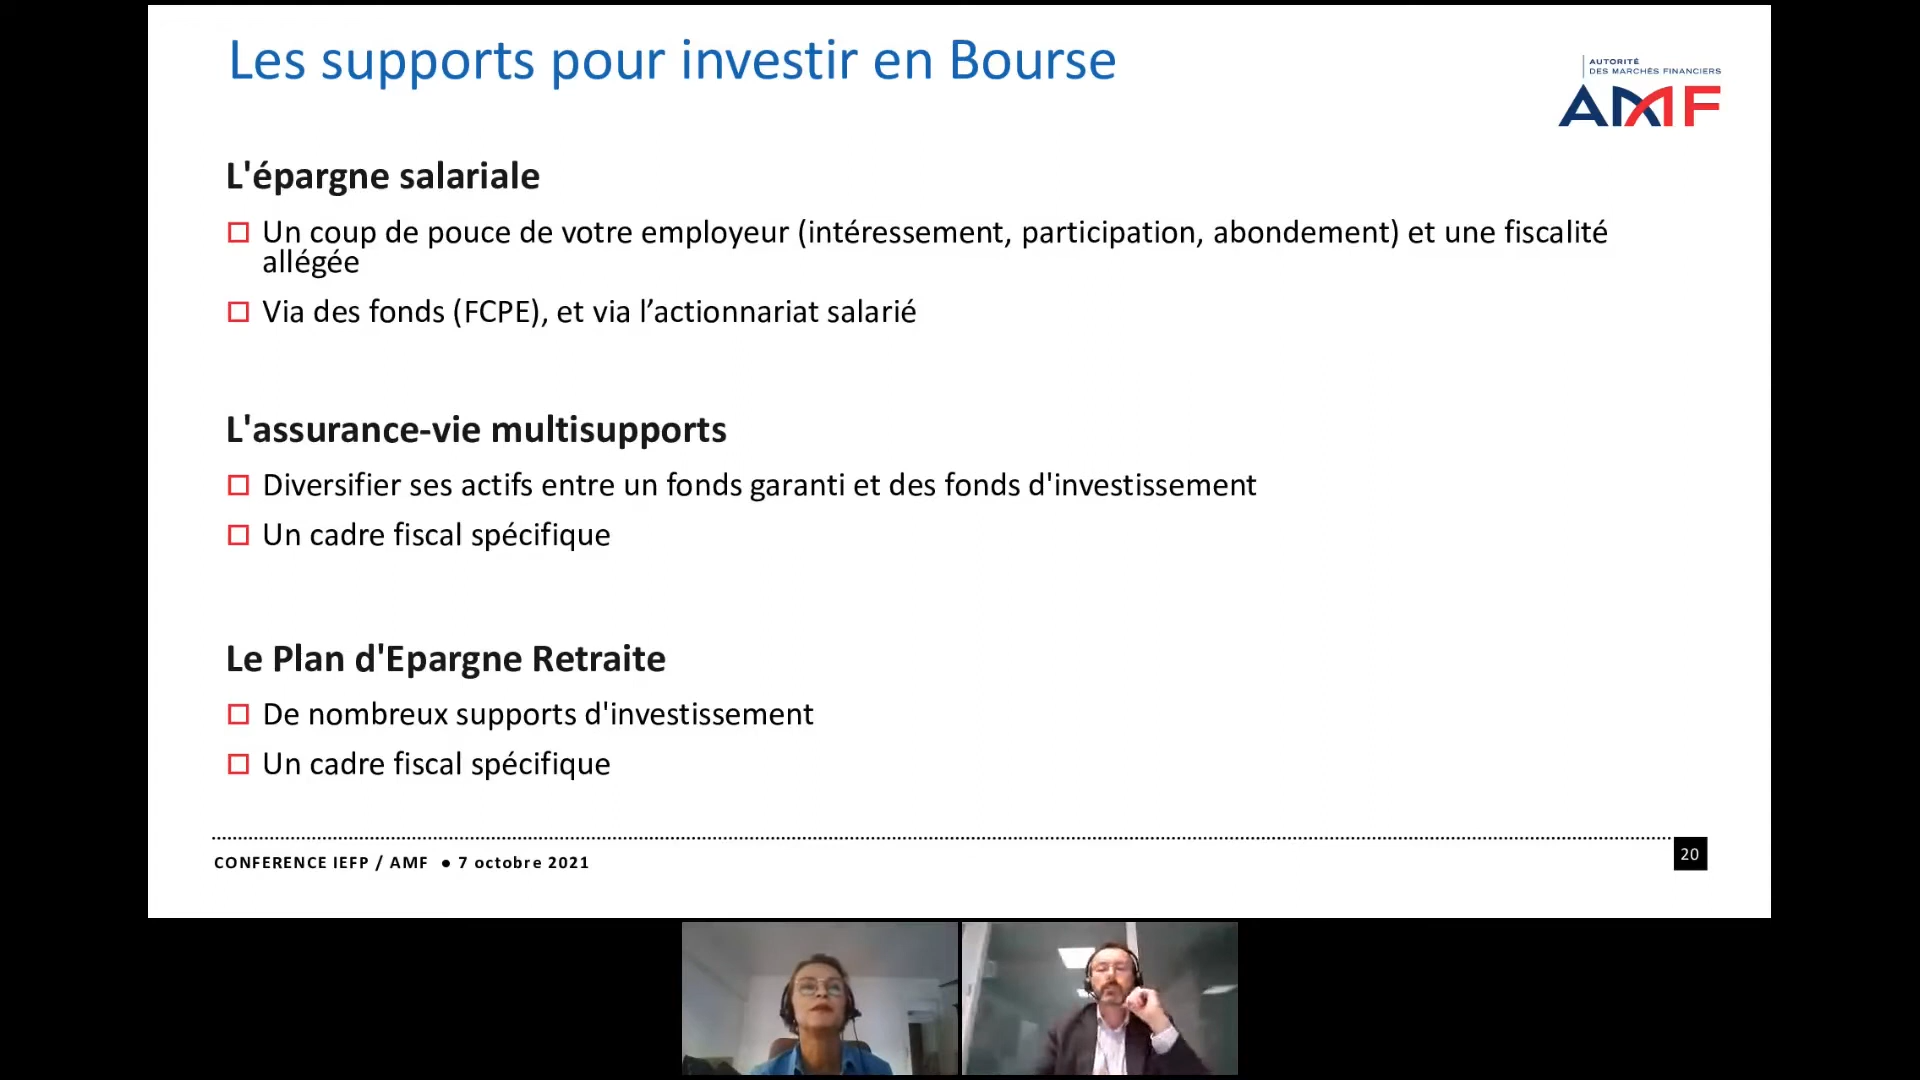 Les supports pour investir en Bourse
AUTORITÉ
DES MARCHÉS FINANCIERS
AMF
L'épargne salariale
Un coup de pouce de votre employeur (intéressement, participation, abondement) et une fiscalité
allégée
Via des fonds (FCPE), et via l’actionnariat salarié
L'assurance-vie multisupports
Diversifier ses actifs entre un fonds garanti et des fonds d'investissement
Un cadre fiscal spécifique
Le Plan d'Epargne Retraite
De nombreux supports d'investissement
Un cadre fiscal spécifique
CONFERENCE IEFP / AMF ● 7 octobre 2021
20